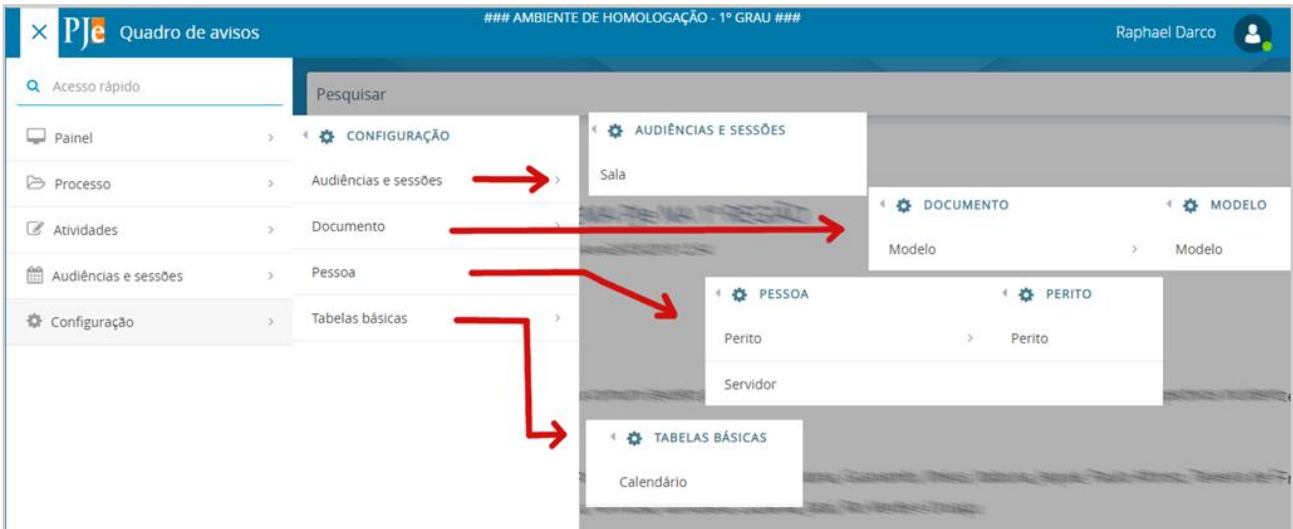 ### AMBIENTE DE HOMOLOGAÇÃO - 1º GRAU ###
PJe Quadro de avisos
Raphael Darco
Acesso rápido
Pesquisar
Painel
Processo
Atividades
Audiências e sessões
Configuração
CONFIGURAÇÃO
Audiências e sessões
Documento
Pessoa
Tabelas básicas
AUDIÊNCIAS E SESSÕES
Sala
DOCUMENTO
Modelo
MODELO
Modelo
PESSOA
Perito
Servidor
PERITO
Perito
TABELAS BÁSICAS
Calendário